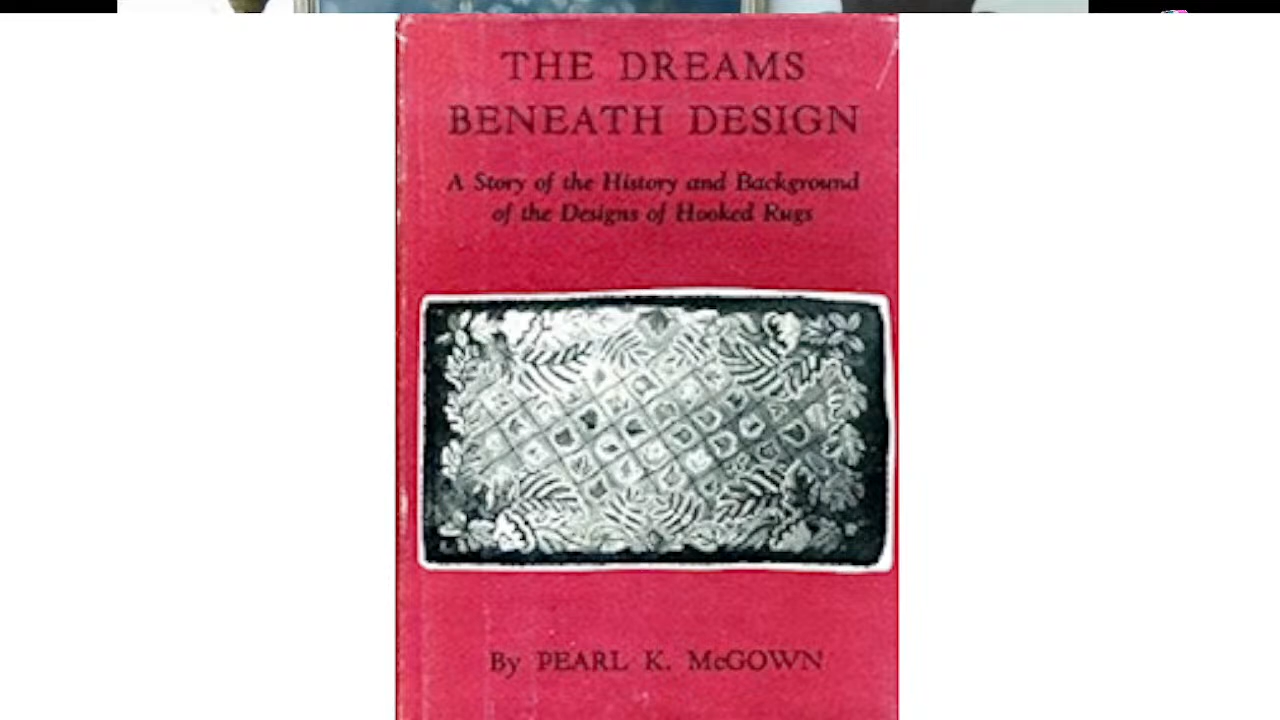 THE DREAMS
BENEATH DESIGN
A Story of the History and Background
of the Designs of Hooked Rugs
By PEARL K. McGOWN